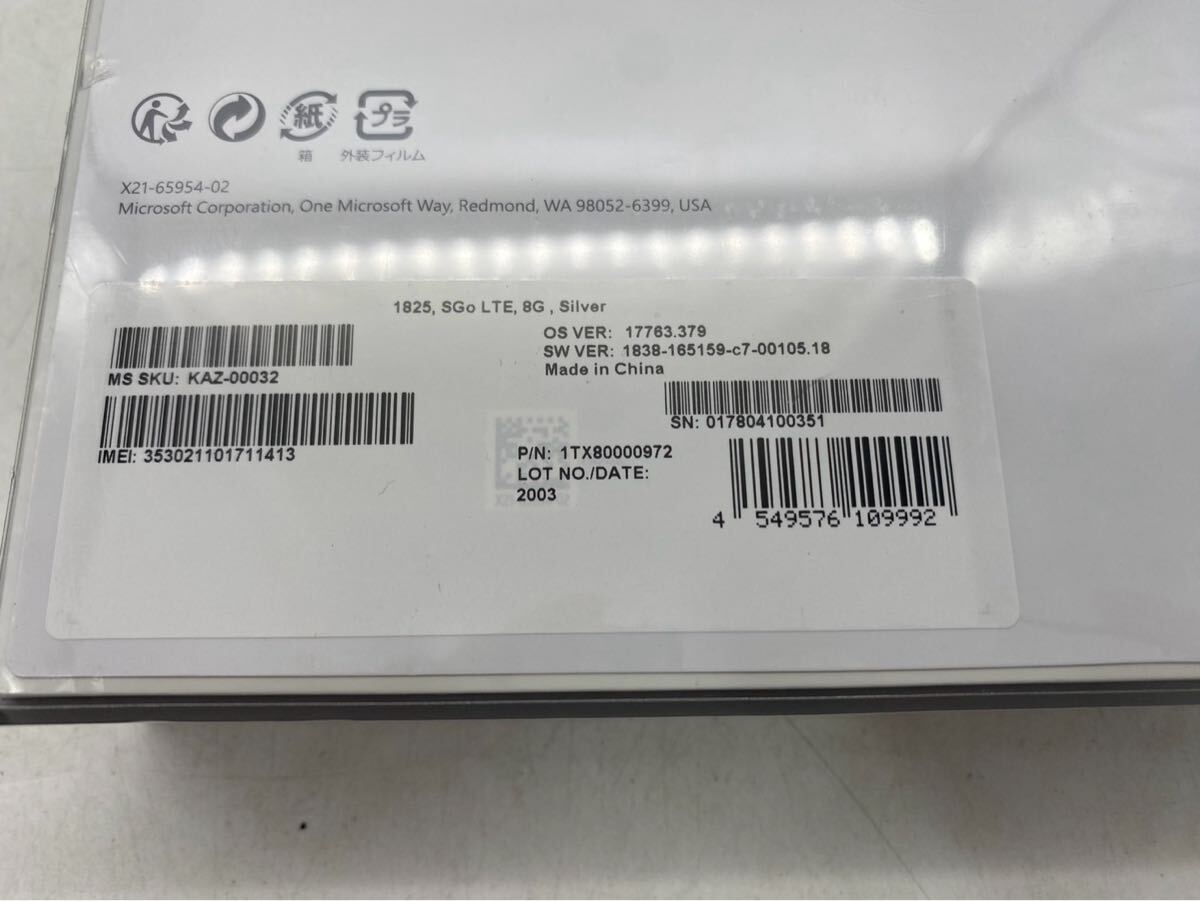 紙 プラ
箱 外装フィルム
X21-65954-02
Microsoft Corporation, One Microsoft Way, Redmond, WA 98052-6399, USA
1825, SGo LTE, 8G , Silver
OS VER: 17763.379
SW VER: 1838-165159-c7-00105.18
Made in China
MS SKU: KAZ-00032
SN: 017804100351
IMEI: 353021101711413
P/N: 1TX80000972
LOT NO./DATE:
2003
4 549576 109992